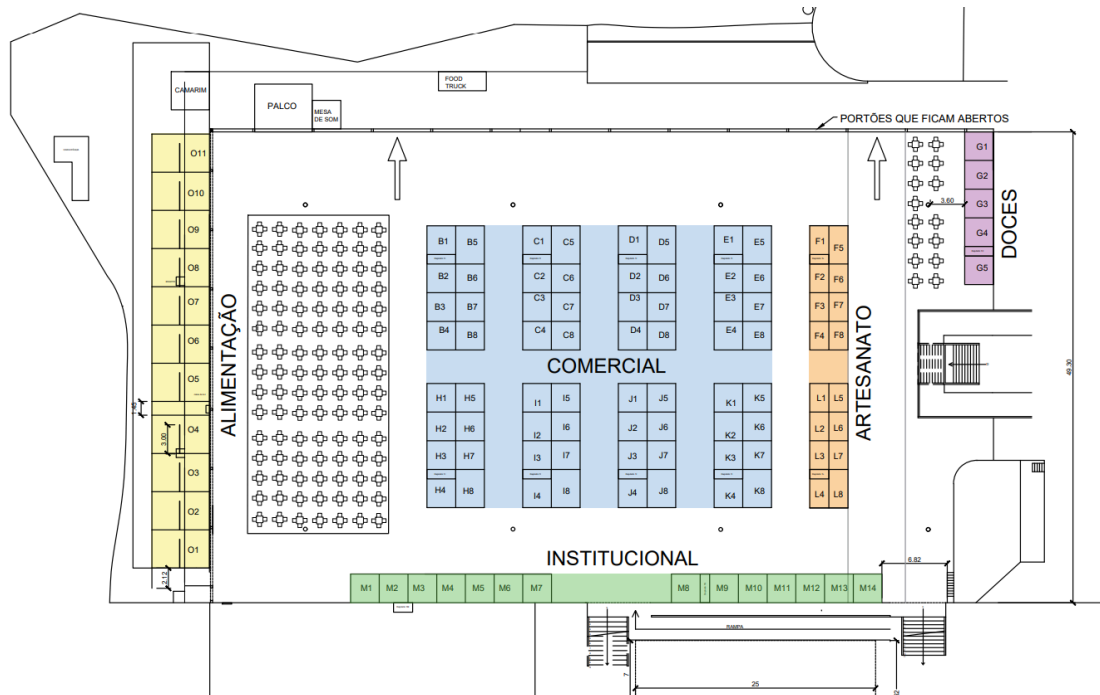 FOOD
TRUCK
CAMARIM
PALCO
MESA
DE SOM
PORTÕES QUE FICAM ABERTOS
O11
O10
O9
O8
O7
O6
O5
O4
O3
O2
O1
1.45
3.00
2.12
ALIMENTAÇÃO
B1 B5 C1 C5 D1 D5 E1 E5 F1 F5
B2 B6 C2 C6 D2 D6 E2 E6 F2 F6
B3 B7 C3 C7 D3 D7 E3 E7 F3 F7
B4 B8 C4 C8 D4 D8 E4 E8 F4 F8
COMERCIAL
H1 H5 I1 I5 J1 J5 K1 K5 L1 L5
H2 H6 I2 I6 J2 J6 K2 K6 L2 L6
H3 H7 I3 I7 J3 J7 K3 K7 L3 L7
H4 H8 I4 I8 J4 J8 K4 K8 L4 L8
ARTESANATO
G1
G2
G3
G4
G5
3.60
DOCES
49.30
INSTITUCIONAL
6.82
M1 M2 M3 M4 M5 M6 M7 M8 M9 M10 M11 M12 M13 M14
RAMPA
7
25